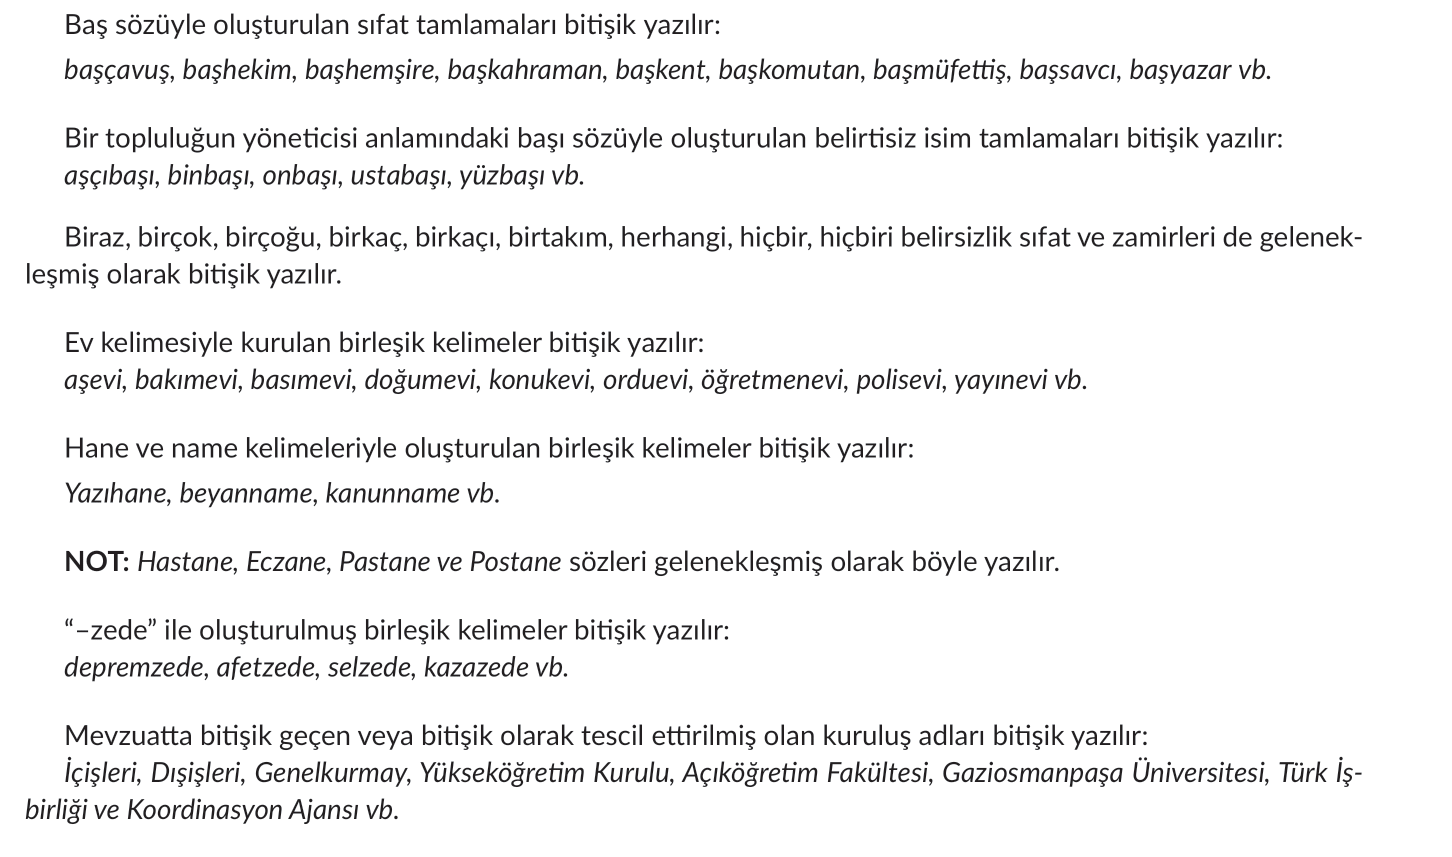 Baş sözüyle oluşturulan sıfat tamlamaları bitişik yazılır:
başçavuş, başhekim, başhemşire, başkahraman, başkent, başkomutan, başmüfettiş, başsavcı, başyazar vb.
Bir topluluğun yöneticisi anlamındaki başı sözüyle oluşturulan belirtisiz isim tamlamaları bitişik yazılır:
aşçıbaşı, binbaşı, onbaşı, ustabaşı, yüzbaşı vb.
Biraz, birçok, birçoğu, birkaç, birkaçı, birtakım, herhangi, hiçbir, hiçbiri belirsizlik sıfat ve zamirleri de gelenek-
leşmiş olarak bitişik yazılır.
Ev kelimesiyle kurulan birleşik kelimeler bitişik yazılır:
aşevi, bakımevi, basımevi, doğumevi, konukevi, orduevi, öğretmenevi, polisevi, yayınevi vb.
Hane ve name kelimeleriyle oluşturulan birleşik kelimeler bitişik yazılır:
Yazıhane, beyanname, kanunname vb.
NOT: Hastane, Eczane, Pastane ve Postane sözleri gelenekleşmiş olarak böyle yazılır.
“–zede” ile oluşturulmuş birleşik kelimeler bitişik yazılır:
depremzede, afetzede, selzede, kazazede vb.
Mevzuatta bitişik geçen veya bitişik olarak tescil ettirilmiş olan kuruluş adları bitişik yazılır:
İçişleri, Dışişleri, Genelkurmay, Yükseköğretim Kurulu, Açıköğretim Fakültesi, Gaziosmanpaşa Üniversitesi, Türk İş-
birliği ve Koordinasyon Ajansı vb.